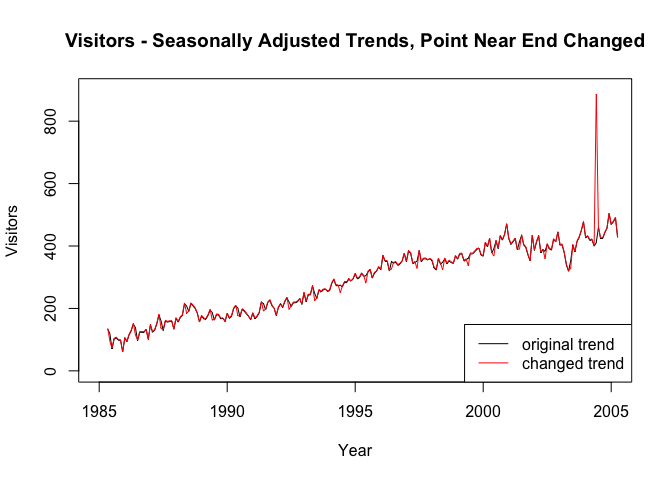 Visitors - Seasonally Adjusted Trends, Point Near End Changed
Visitors
800
600
400
200
0
original trend
changed trend
1985 1990 1995 2000 2005
Year